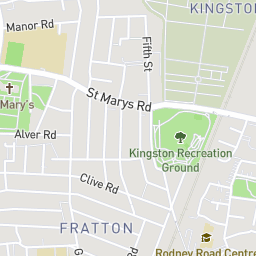 KINGSTO
Manor Rd
Fifth St
St Marys Rd
Mary's
Alver Rd
Kingston Recreation
Ground
Clive Rd
FRATTON
Rodney Road Centre
G